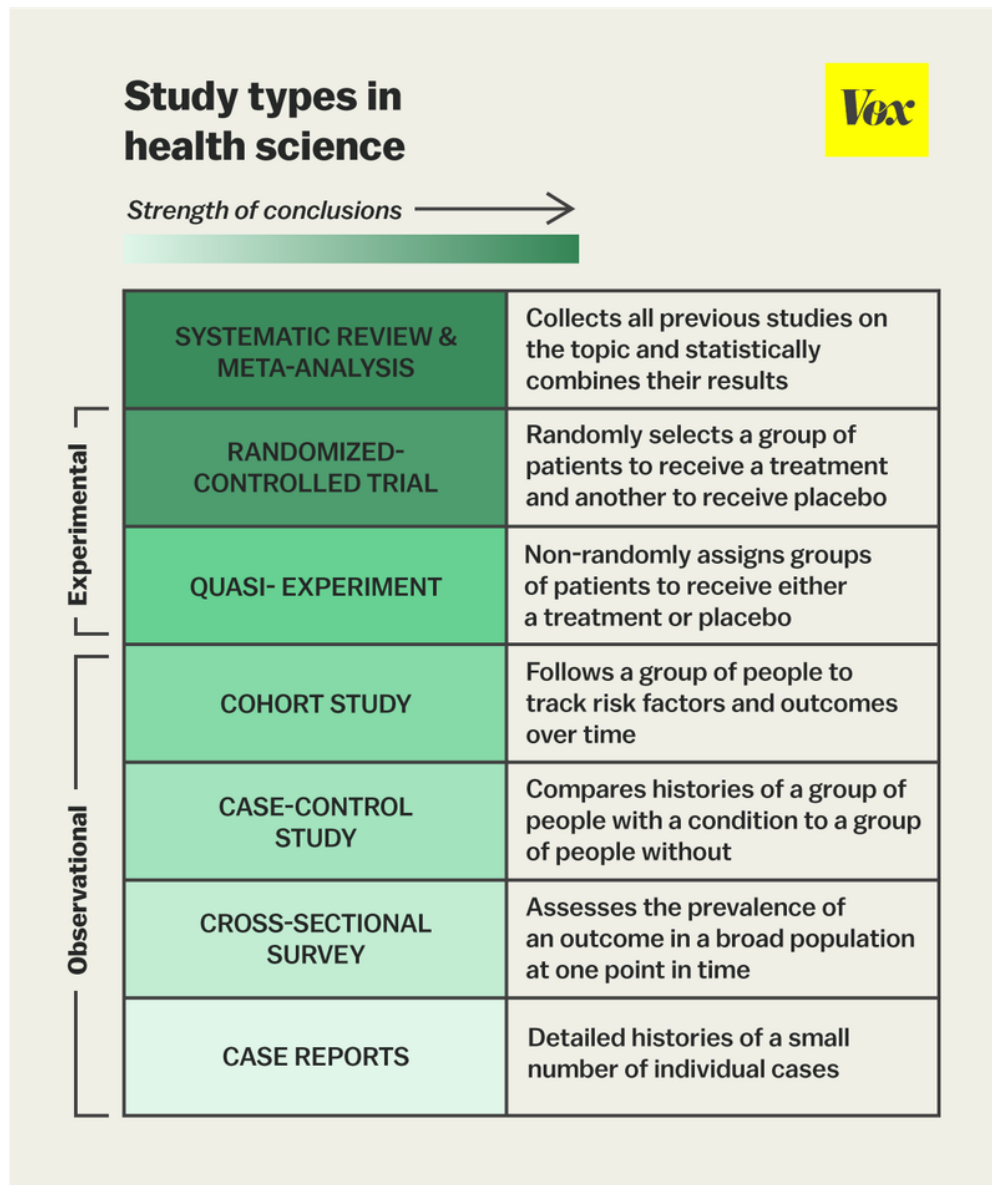 Study types in
health science
Vox
Strength of conclusions
SYSTEMATIC REVIEW &
META-ANALYSIS
Collects all previous studies on
the topic and statistically
combines their results
Experimental
RANDOMIZED-
CONTROLLED TRIAL
Randomly selects a group of
patients to receive a treatment
and another to receive placebo
QUASI- EXPERIMENT
Non-randomly assigns groups
of patients to receive either
a treatment or placebo
Observational
COHORT STUDY
Follows a group of people to
track risk factors and outcomes
over time
CASE-CONTROL
STUDY
Compares histories of a group of
people with a condition to a group
of people without
CROSS-SECTIONAL
SURVEY
Assesses the prevalence of
an outcome in a broad population
at one point in time
CASE REPORTS
Detailed histories of a small
number of individual cases